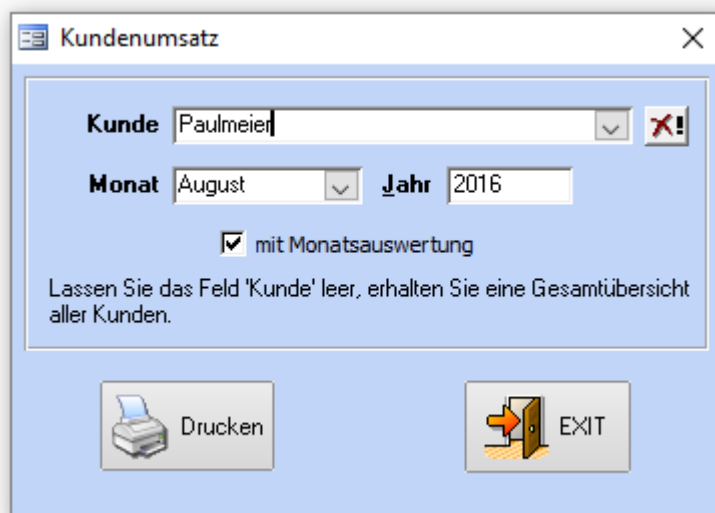 Kundenumsatz
Kunde Paulmeier
Monat August Jahr 2016
mit Monatsauswertung
Lassen Sie das Feld 'Kunde' leer, erhalten Sie eine Gesamtübersicht
aller Kunden.
Drucken EXIT